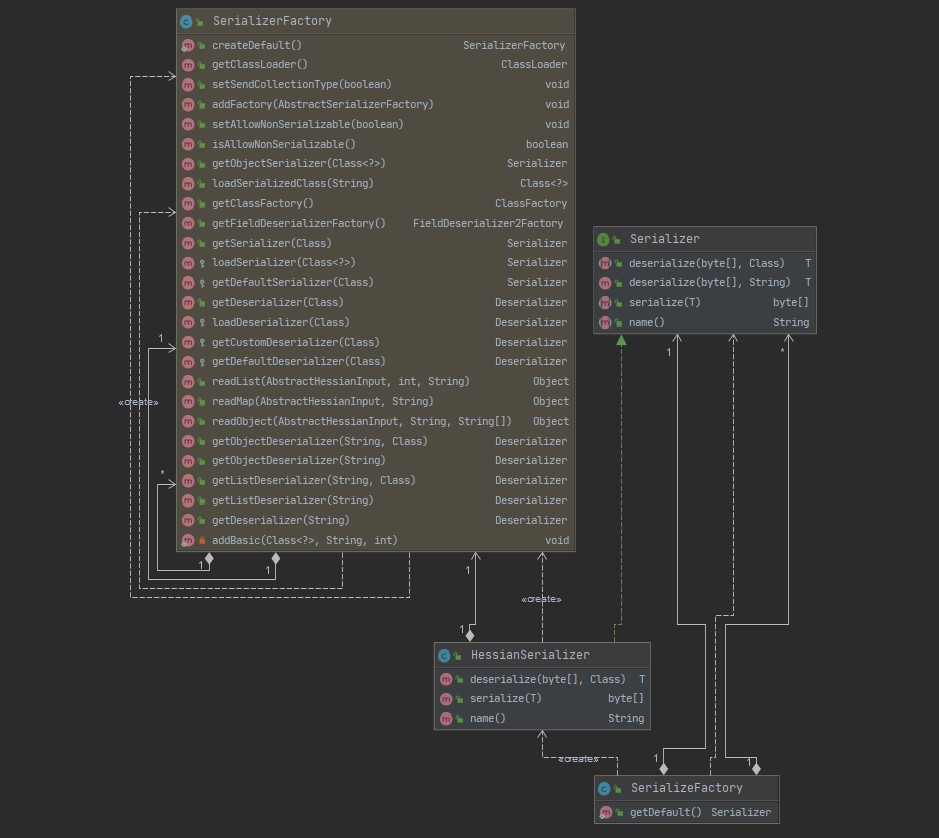 SerializerFactory
createDefault() SerializerFactory
getClassLoader() ClassLoader
setSendCollectionType(boolean) void
addFactory(AbstractSerializerFactory) void
setAllowNonSerializable(boolean) void
isAllowNonSerializable() boolean
getObjectSerializer(Class<?>) Serializer
loadSerializedClass(String) Class<?>
getClassFactory() ClassFactory
getFieldDeserializerFactory() FieldDeserializer2Factory
getSerializer(Class) Serializer
loadSerializer(Class<?>) Serializer
getDefaultSerializer(Class) Serializer
getDeserializer(Class) Deserializer
loadDeserializer(Class) Deserializer
getCustomDeserializer(Class) Deserializer
getDefaultDeserializer(Class) Deserializer
readList(AbstractHessianInput, int, String) Object
readMap(AbstractHessianInput, String) Object
readObject(AbstractHessianInput, String, String[]) Object
getObjectDeserializer(String, Class) Deserializer
getObjectDeserializer(String) Deserializer
getListDeserializer(String, Class) Deserializer
getListDeserializer(String) Deserializer
getDeserializer(String) Deserializer
addBasic(Class<?>, String, int) void
1
«create»
*
1
1
Serializer
deserialize(byte[], Class) T
deserialize(byte[], String) T
serialize(T) byte[]
name() String
1
*
1
«create»
1
HessianSerializer
deserialize(byte[], Class) T
serialize(T) byte[]
name() String
«create»
1
1
SerializeFactory
getDefault() Serializer